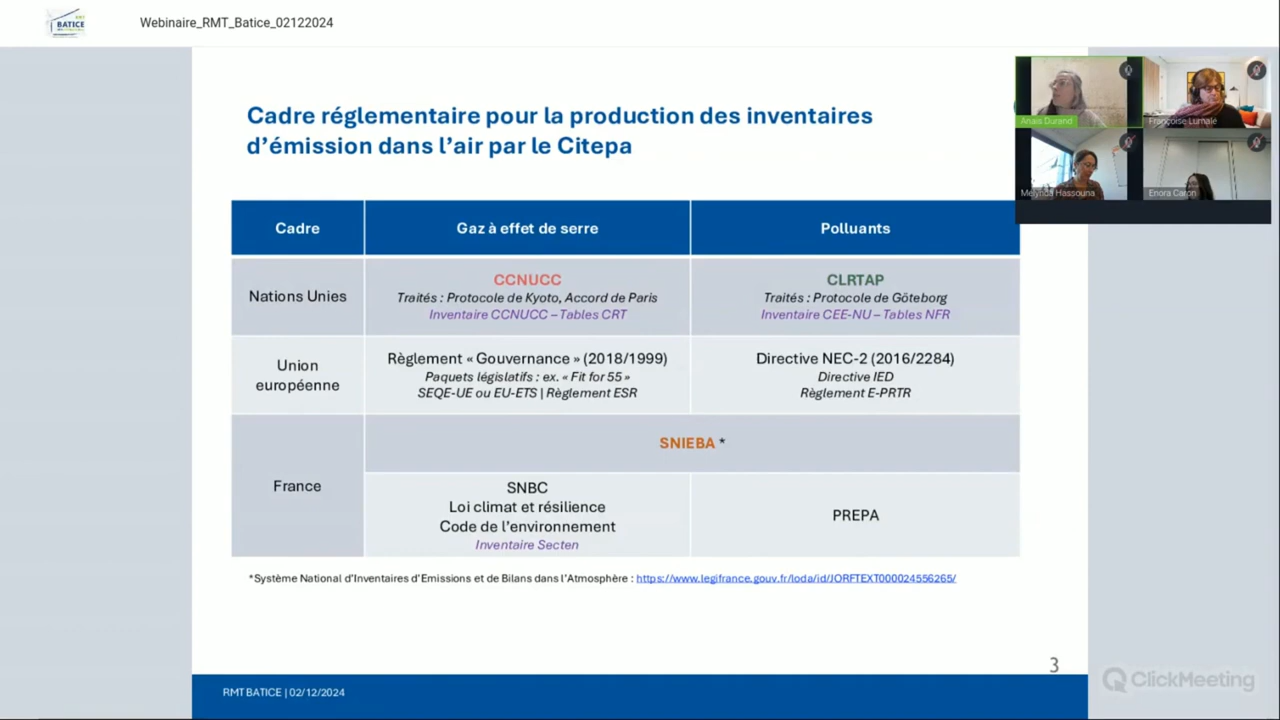 BATICE
Webinaire_RMT_Batice_02122024
Cadre réglementaire pour la production des inventaires
d'émission dans l'air par le Citepa
Anais Durand
Françoise Lumalé
Melynda Hassouna
Enora Caron
Cadre
Gaz à effet de serre
Polluants
Nations Unies
CCNUCC
Traités : Protocole de Kyoto, Accord de Paris
Inventaire CCNUCC – Tables CRT
CLRTAP
Traités : Protocole de Göteborg
Inventaire CEE-NU – Tables NFR
Union
européenne
Règlement « Gouvernance » (2018/1999)
Paquets législatifs : ex. « Fit for 55 »
SEQE-UE ou EU-ETS | Règlement ESR
Directive NEC-2 (2016/2284)
Directive IED
Règlement E-PRTR
France
SNIEBA *
SNBC
Loi climat et résilience
Code de l'environnement
Inventaire Secten
PREPA
*Système National d'Inventaires d'Emissions et de Bilans dans l'Atmosphère : https://www.legifrance.gouv.fr/loda/id/JORFTEXT000024556265/
3
RMT BATICE | 02/12/2024
ClickMeeting